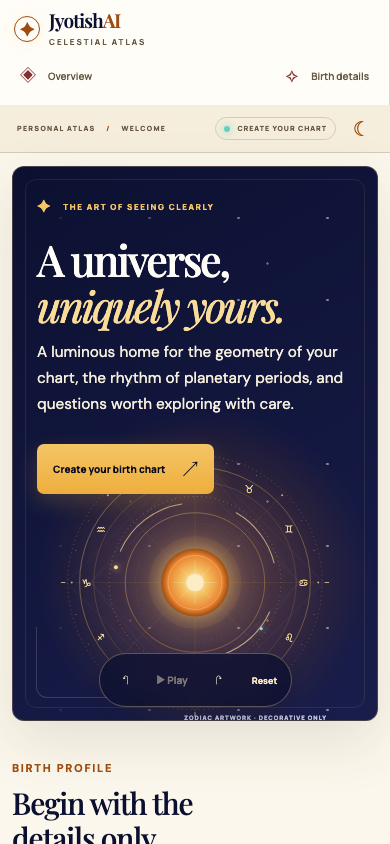 JyotishAI
CELESTIAL ATLAS
Overview
Birth details
PERSONAL ATLAS / WELCOME
CREATE YOUR CHART
THE ART OF SEEING CLEARLY
A universe,
uniquely yours.
A luminous home for the geometry of your
chart, the rhythm of planetary periods, and
questions worth exploring with care.
Create your birth chart
Play
Reset
ZODIAC ARTWORK · DECORATIVE ONLY
BIRTH PROFILE
Begin with the
details only